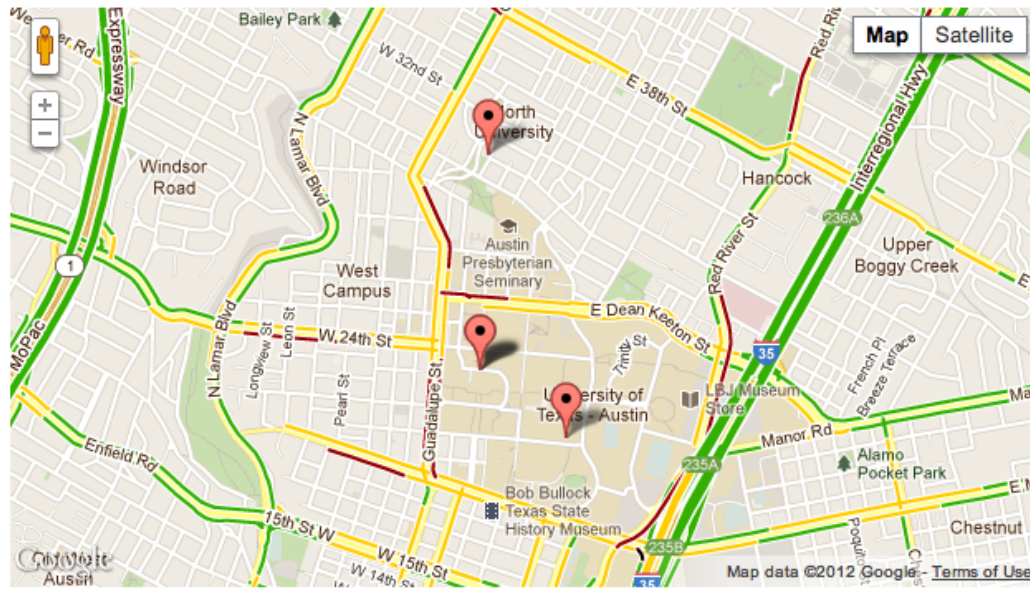 Bailey Park
Expressway
W 32nd St
Red River
Map
Satellite
E 38th St
North
University
N Lamar Blvd
Interregional Hwy
Windsor
Road
Hancock
236A
Upper
Boggy Creek
Austin
Presbyterian
Seminary
Red River St
1
West
Campus
E Dean Keeton St
MoPac
N Lamar Blvd
Longview St
Leon St
W 24th St
Trinity St
35
French Pl
Breeze Terrace
Pearl St
Guadalupe St
University of
Texas - Austin
LBJ Museum
Store
Manor Rd
Enfield Rd
235A
Alamo
Pocket Park
Bob Bullock
Texas State
History Museum
15th St W
W 15th St
W 14th St
235B
Chestnut
35
Google
Austin
Map data ©2012 Google - Terms of Use